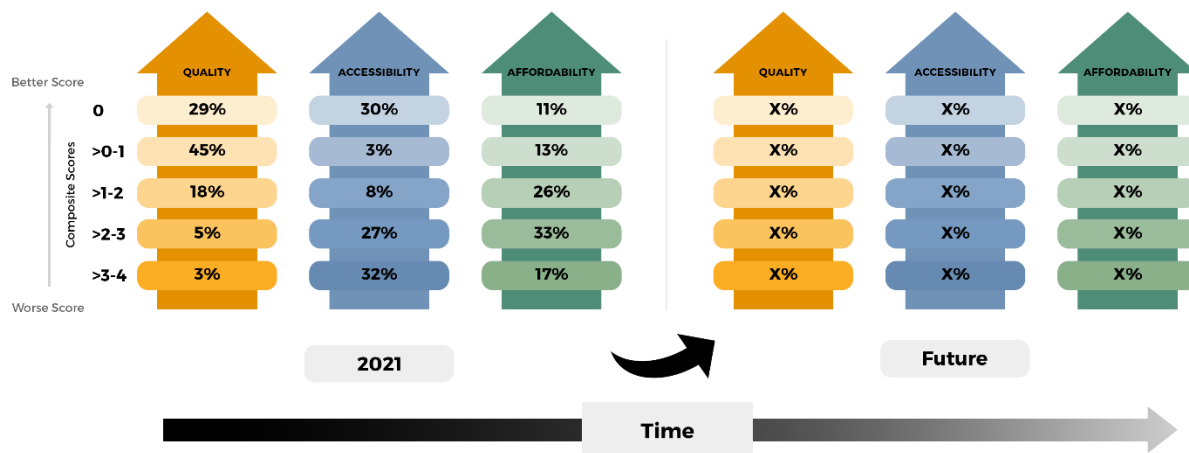 QUALITY ACCESSIBILITY AFFORDABILITY QUALITY ACCESSIBILITY AFFORDABILITY
Better Score
0 29% 30% 11% X% X% X%
>0-1 45% 3% 13% X% X% X%
>1-2 18% 8% 26% X% X% X%
>2-3 5% 27% 33% X% X% X%
>3-4 3% 32% 17% X% X% X%
Composite Scores
Worse Score
2021 Future
Time